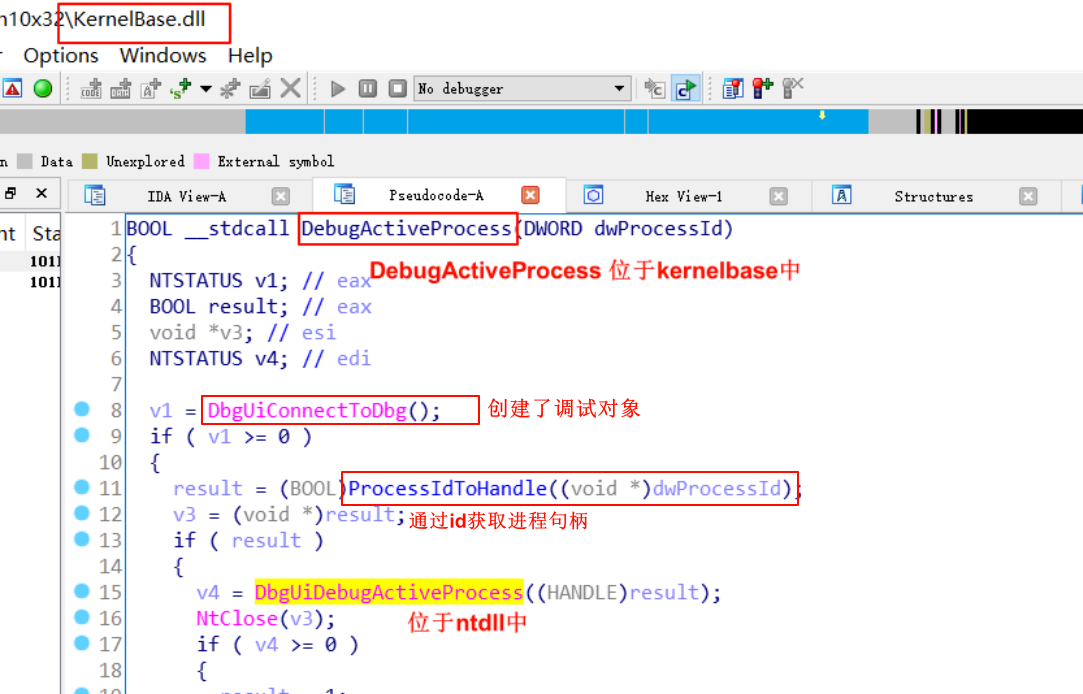 n10x32\KernelBase.dll
Options Windows Help
No debugger
Data Unexplored External symbol
IDA View-A Pseudocode-A Hex View-1 Structures
Sta
1 BOOL __stdcall DebugActiveProcess(DWORD dwProcessId)
2 {
DebugActiveProcess 位于kernelbase中
3 NTSTATUS v1; // eax
4 BOOL result; // eax
5 void *v3; // esi
6 NTSTATUS v4; // edi
7
8 v1 = DbgUiConnectToDbg(); 创建了调试对象
9 if ( v1 >= 0 )
10 {
11 result = (BOOL)ProcessIdToHandle((void *)dwProcessId);
12 v3 = (void *)result; 通过id获取进程句柄
13 if ( result )
14 {
15 v4 = DbgUiDebugActiveProcess((HANDLE)result);
16 NtClose(v3); 位于ntdll中
17 if ( v4 >= 0 )
18 {